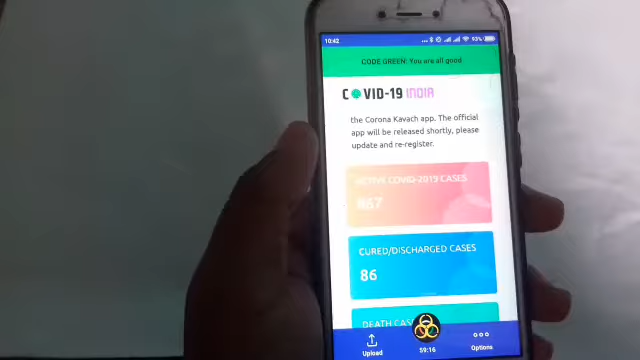 10:42 93%
CODE GREEN: You are all good
COVID-19 INDIA
the Corona Kavach app. The official
app will be released shortly, please
update and re-register.
ACTIVE COVID-2019 CASES
867
CURED/DISCHARGED CASES
86
DEATH CAS
Upload 59:16 Options